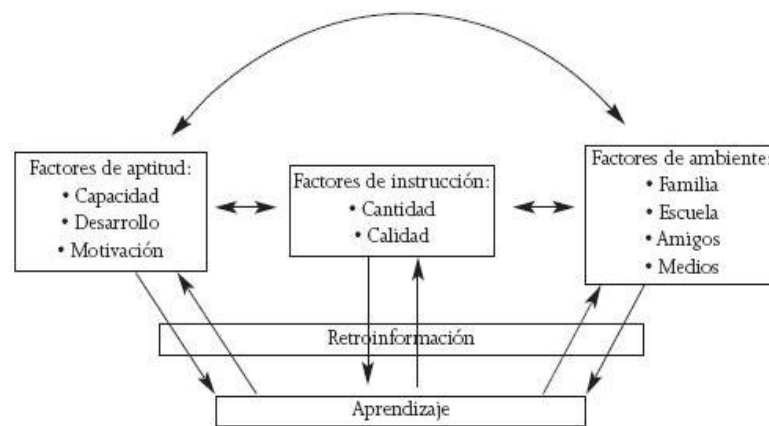 Factores de aptitud:
• Capacidad
• Desarrollo
• Motivación
Factores de instrucción:
• Cantidad
• Calidad
Factores de ambiente:
• Familia
• Escuela
• Amigos
• Medios
Retroinformación
Aprendizaje